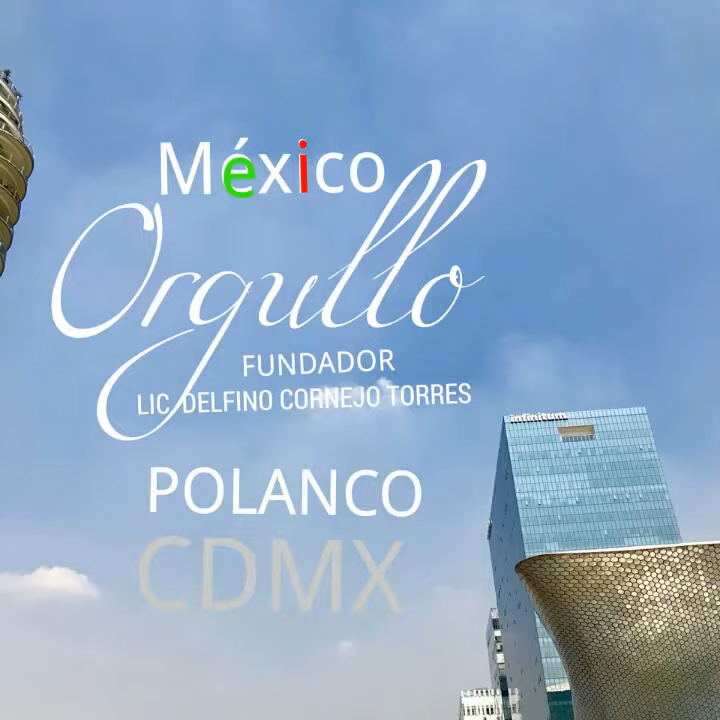 México
Orgullo
FUNDADOR
LIC DELFINO CORNEJO TORRES
infinitum
POLANCO
CDMX